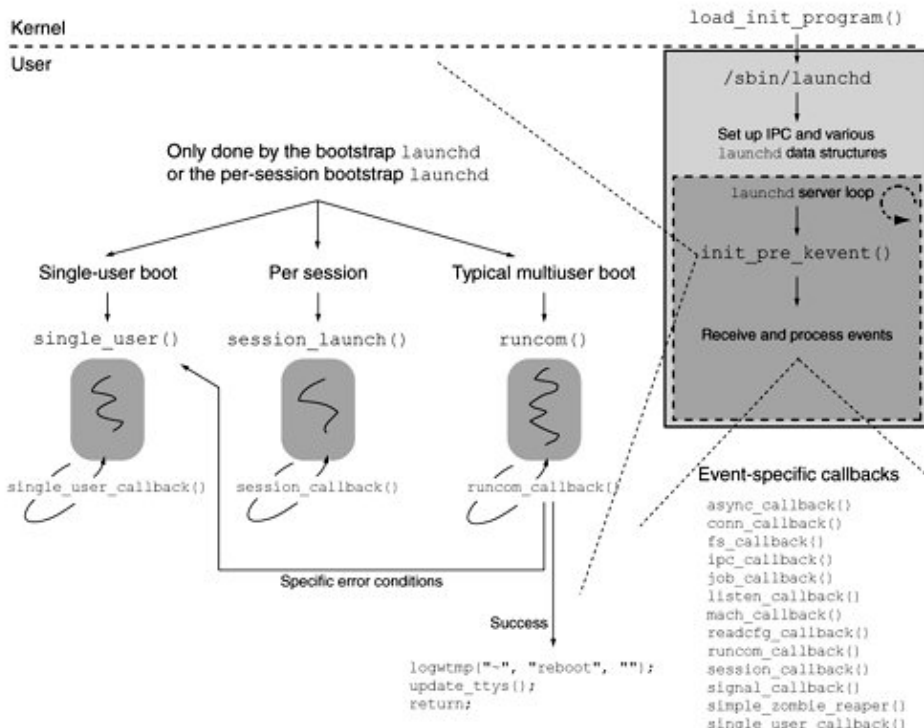 load_init_program()
Kernel
User
/sbin/launchd
Set up IPC and various
launchd data structures
launchd server loop
init_pre_kevent()
Receive and process events
Only done by the bootstrap launchd
or the per-session bootstrap launchd
Single-user boot
Per session
Typical multiuser boot
single_user()
session_launch()
runcom()
single_user_callback()
session_callback()
runcom_callback()
Specific error conditions
Success
logwtmp("~", "reboot", "");
update_ttys();
return;
Event-specific callbacks
async_callback()
conn_callback()
fs_callback()
ipc_callback()
job_callback()
listen_callback()
mach_callback()
readcfg_callback()
runcom_callback()
session_callback()
signal_callback()
simple_zombie_reaper()
single_user_callback()